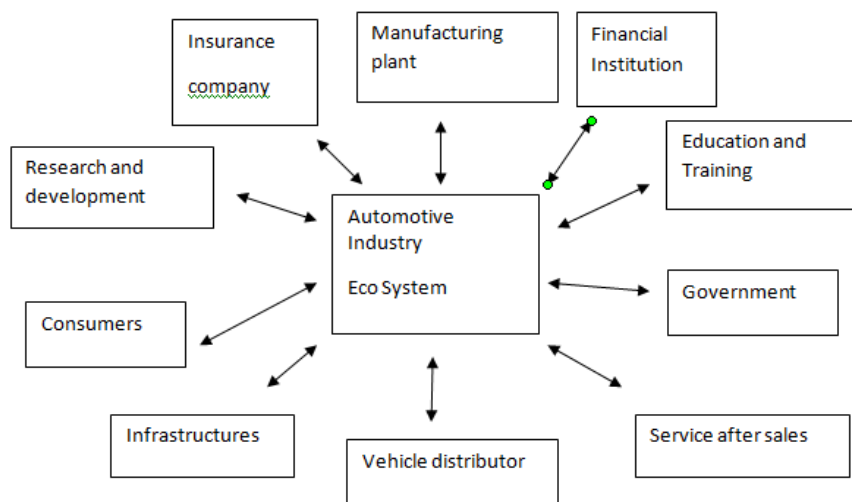 Insurance
company
Manufacturing
plant
Financial
Institution
Research and
development
Education and
Training
Automotive
Industry
Eco System
Consumers
Government
Infrastructures
Vehicle distributor
Service after sales